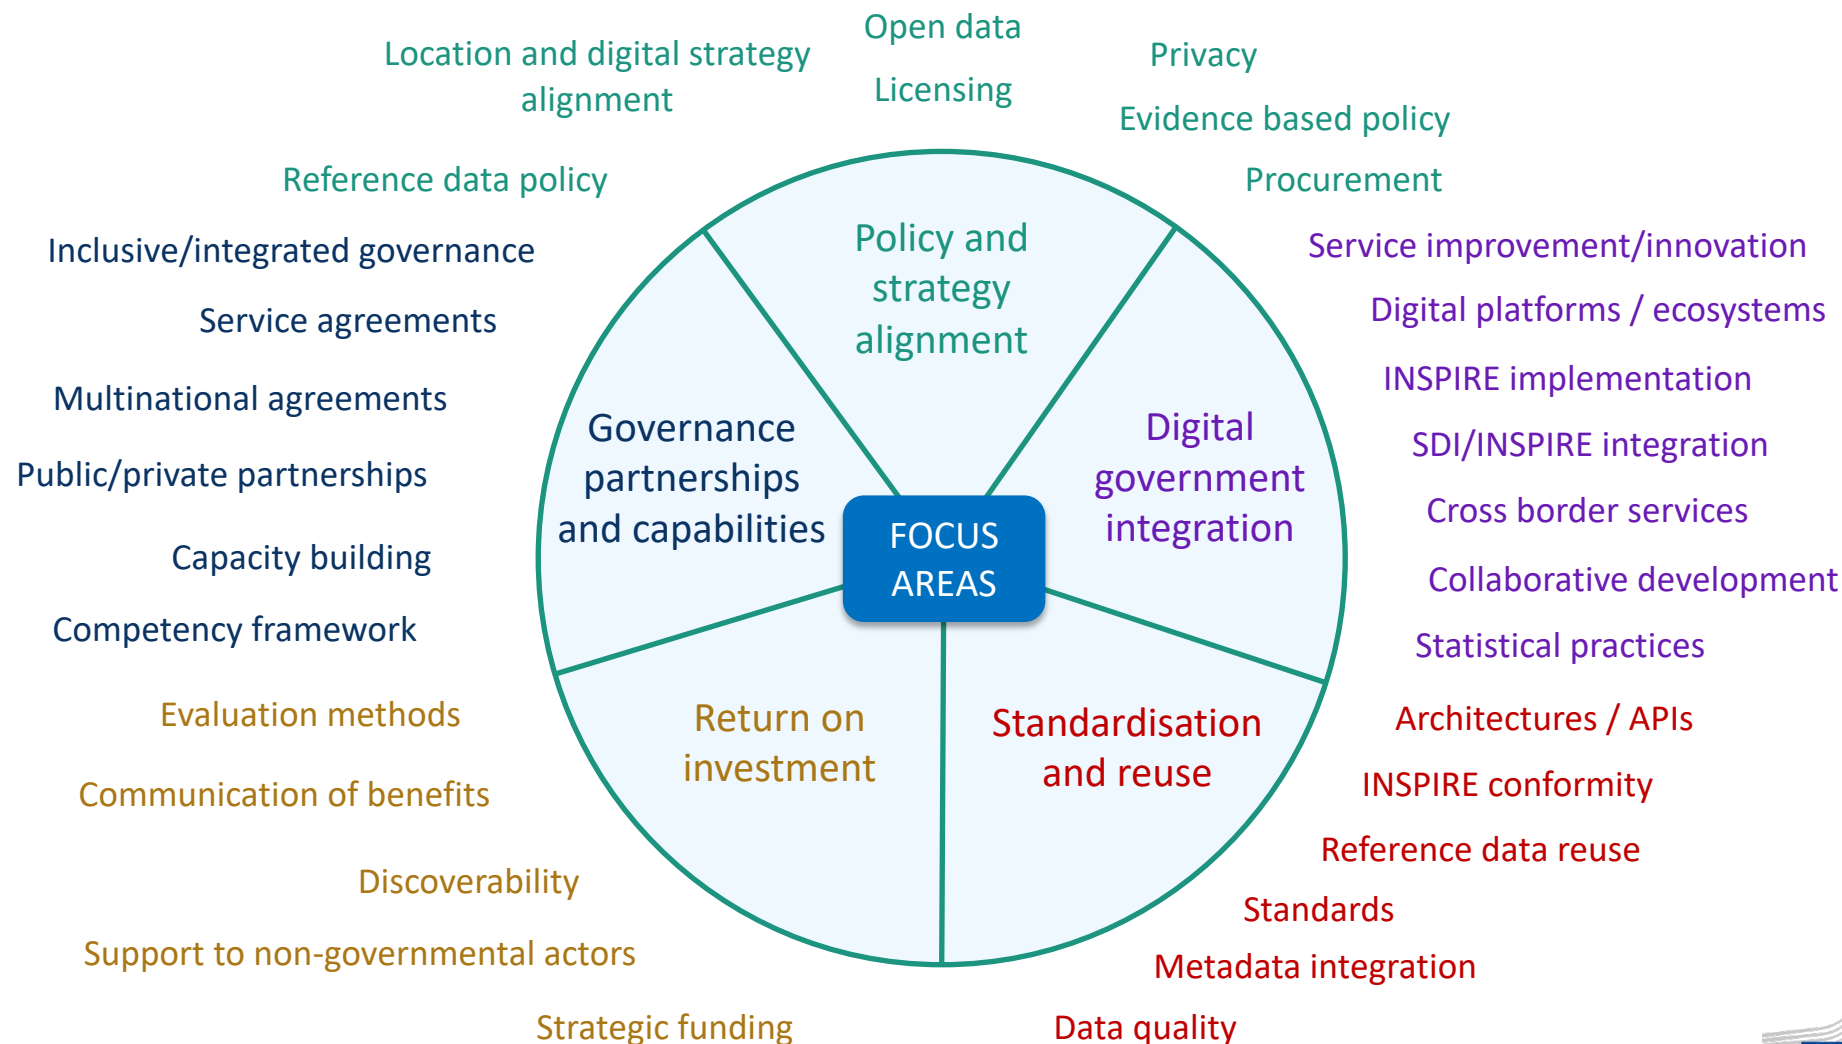 Open data
Location and digital strategy
alignment
Licensing
Privacy
Evidence based policy
Reference data policy
Procurement
Policy and
strategy
alignment
Inclusive/integrated governance
Service agreements
Multinational agreements
Public/private partnerships
Capacity building
Competency framework
Governance
partnerships
and capabilities
FOCUS
AREAS
Digital
government
integration
Service improvement/innovation
Digital platforms / ecosystems
INSPIRE implementation
SDI/INSPIRE integration
Cross border services
Collaborative development
Statistical practices
Evaluation methods
Communication of benefits
Discoverability
Support to non-governmental actors
Strategic funding
Return on
investment
Standardisation
and reuse
Architectures / APIs
INSPIRE conformity
Reference data reuse
Standards
Metadata integration
Data quality